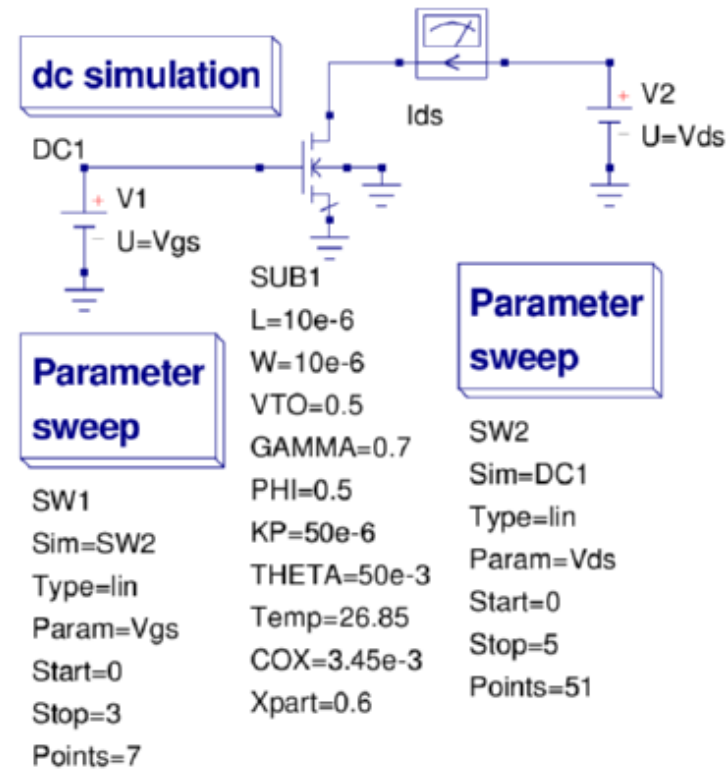 dc simulation
DC1
V1
U=Vgs
Ids
V2
U=Vds
Parameter
sweep
SW1
Sim=SW2
Type=lin
Param=Vgs
Start=0
Stop=3
Points=7
SUB1
L=10e-6
W=10e-6
VTO=0.5
GAMMA=0.7
PHI=0.5
KP=50e-6
THETA=50e-3
Temp=26.85
COX=3.45e-3
Xpart=0.6
Parameter
sweep
SW2
Sim=DC1
Type=lin
Param=Vds
Start=0
Stop=5
Points=51